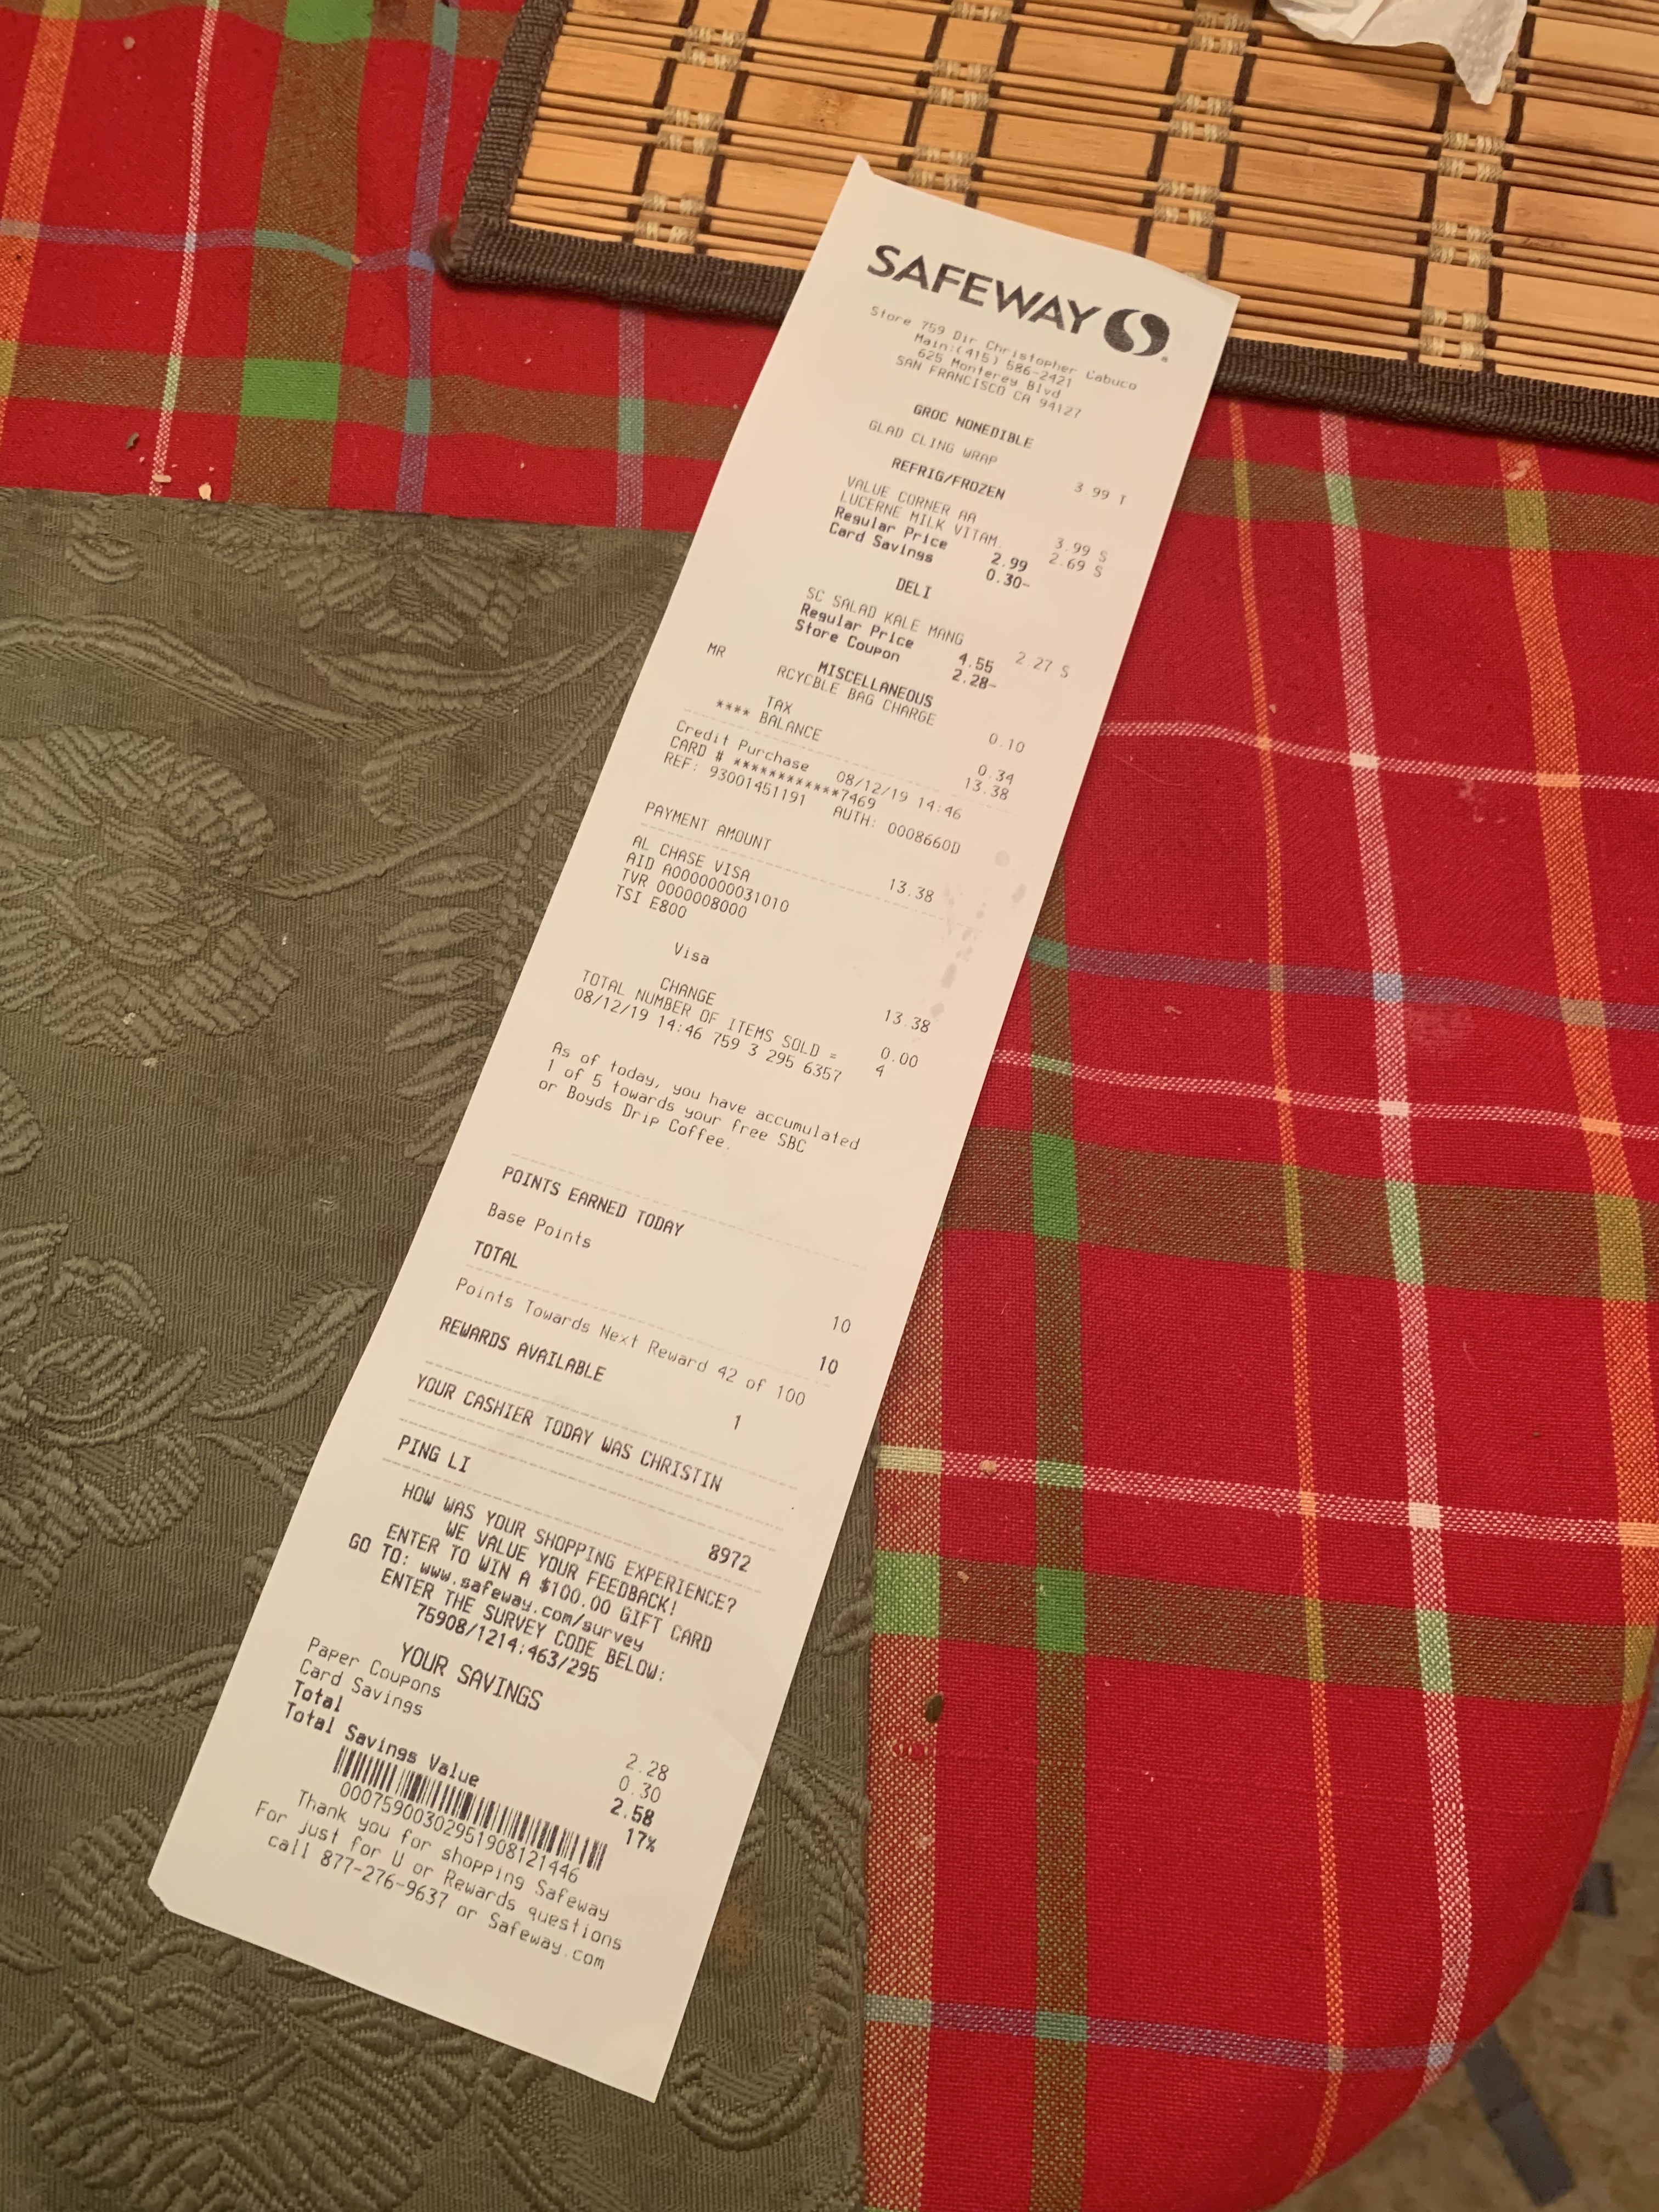 SAFEWAY
Store 759 Dir Christopher Cabuco
Main:(415) 586-2421
625 Monterey Blvd
SAN FRANCISCO CA 94127
GROC NONEDIBLE
GLAD CLING WRAP 3.99 T
REFRIG/FROZEN
VALUE CORNER AA 3.99 S
LUCERNE MILK VITAM. 2.69 S
Regular Price 2.99
Card Savings 0.30-
DELI
SC SALAD KALE MANG 2.27 S
Regular Price 4.55
Store Coupon 2.28-
MISCELLANEOUS
MR RCYCBLE BAG CHARGE 0.10
TAX 0.34
**** BALANCE 13.38
Credit Purchase 08/12/19 14:46
CARD # ************7469
REF: 93001451191 AUTH: 0008660D
PAYMENT AMOUNT 13.38
AL CHASE VISA
AID A0000000031010
TVR 0000008000
TSI E800
Visa 13.38
CHANGE 0.00
TOTAL NUMBER OF ITEMS SOLD = 4
08/12/19 14:46 759 3 295 6357
As of today, you have accumulated
1 of 5 towards your free SBC
or Boyds Drip Coffee.
POINTS EARNED TODAY
Base Points 10
TOTAL 10
Points Towards Next Reward 42 of 100
REWARDS AVAILABLE 1
YOUR CASHIER TODAY WAS CHRISTIN
PING LI 8972
HOW WAS YOUR SHOPPING EXPERIENCE?
WE VALUE YOUR FEEDBACK!
ENTER TO WIN A $100.00 GIFT CARD
GO TO: www.safeway.com/survey
ENTER THE SURVEY CODE BELOW:
75908/1214:463/295
YOUR SAVINGS
Paper Coupons 2.28
Card Savings 0.30
Total 2.58
Total Savings Value 17%
00075900302951908121446
Thank you for shopping Safeway
For just for U or Rewards questions
call 877-276-9637 or Safeway.com